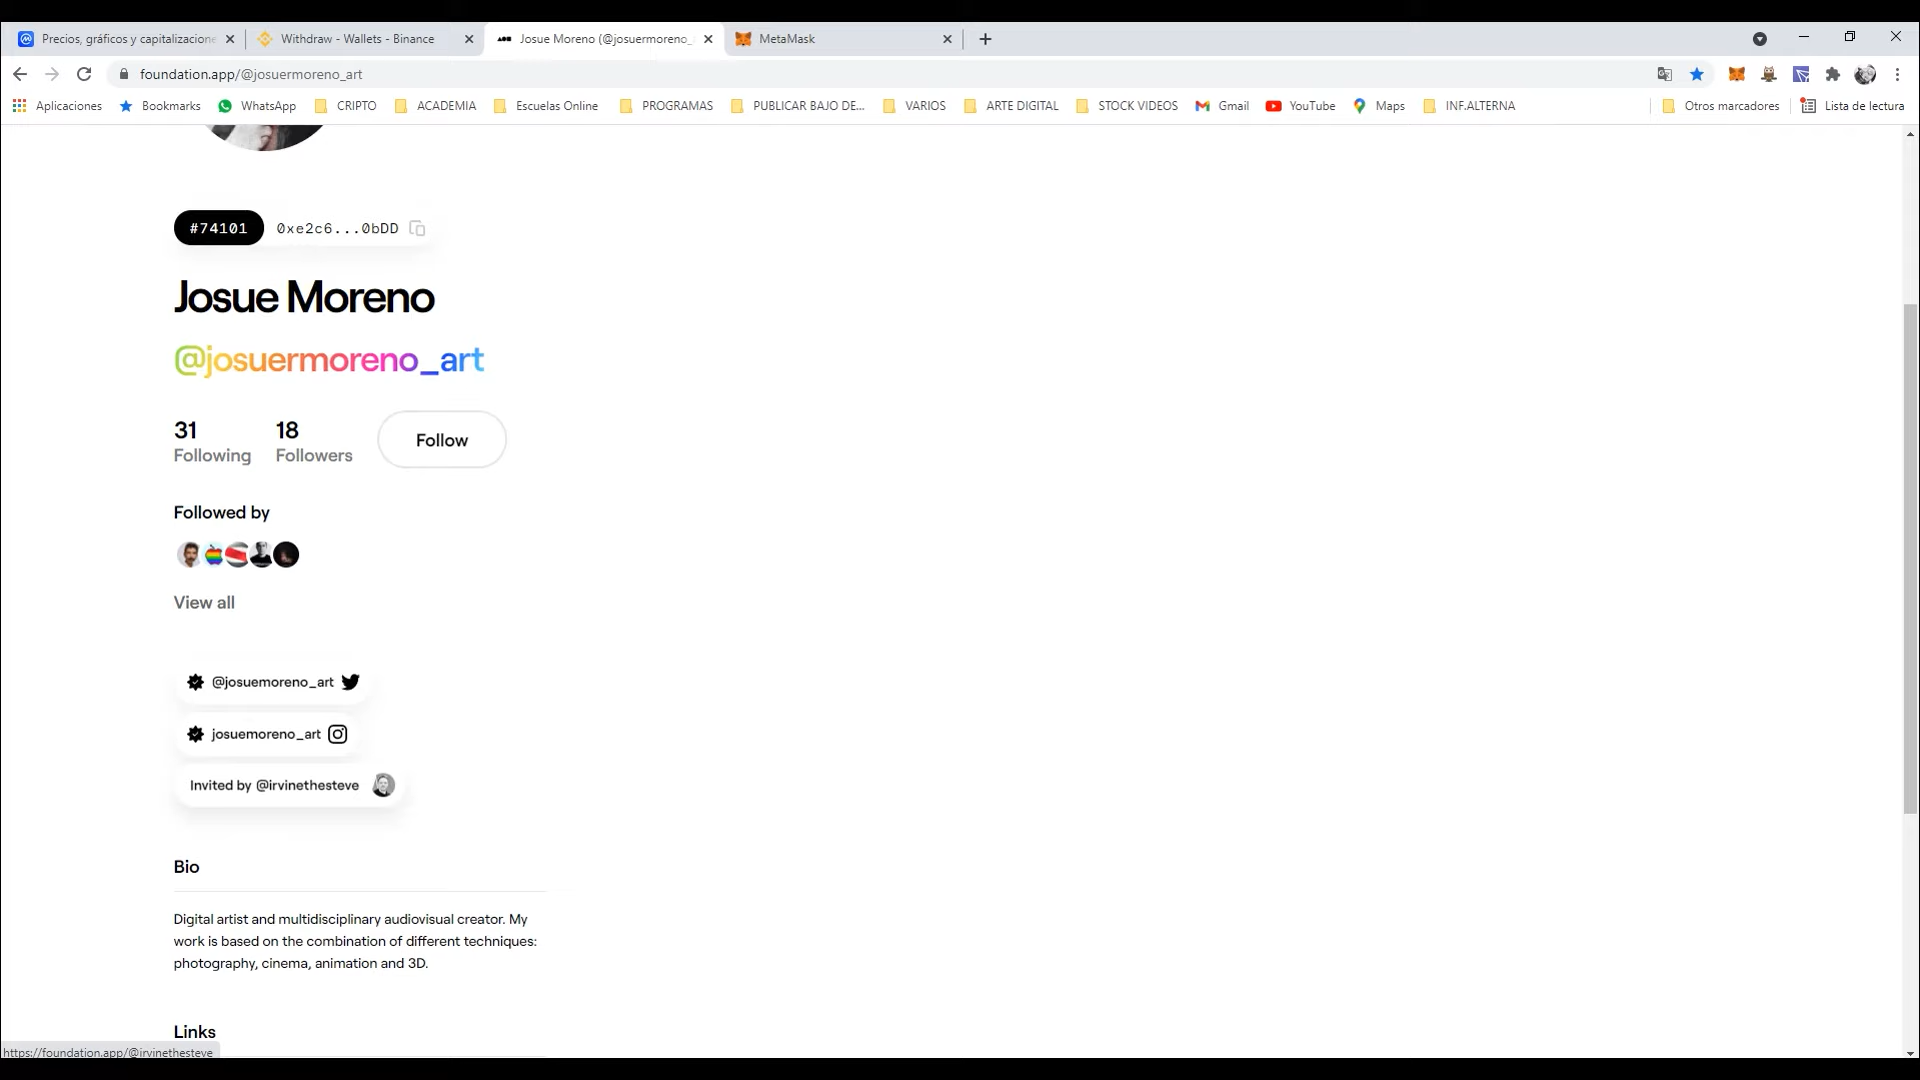 Precios, gráficos y capitalizacione
Withdraw - Wallets - Binance
Josue Moreno (@josuermoreno_
MetaMask
foundation.app/@josuermoreno_art
Aplicaciones
Bookmarks
WhatsApp
CRIPTO
ACADEMIA
Escuelas Online
PROGRAMAS
PUBLICAR BAJO DE...
VARIOS
ARTE DIGITAL
STOCK VIDEOS
Gmail
YouTube
Maps
INF.ALTERNA
Otros marcadores
Lista de lectura
#74101 0xe2c6...0bDD
Josue Moreno
@josuermoreno_art
31 18
Following Followers
Follow
Followed by
View all
@josuemoreno_art
josuemoreno_art
Invited by @irvinethesteve
Bio
Digital artist and multidisciplinary audiovisual creator. My
work is based on the combination of different techniques:
photography, cinema, animation and 3D.
Links
https://foundation.app/@irvinethesteve